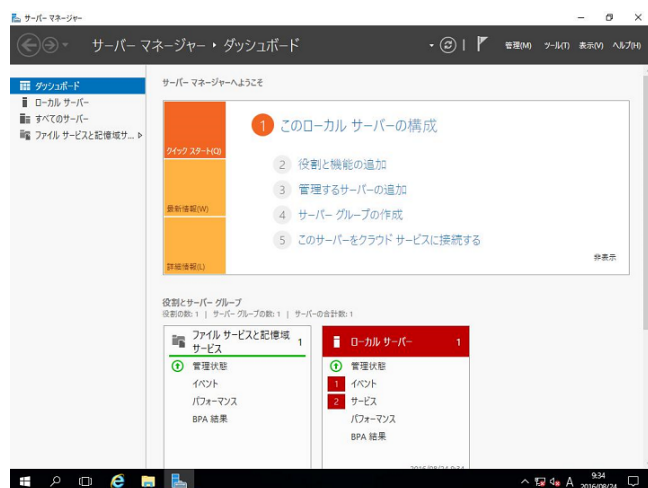 サーバー マネージャー
サーバー マネージャー ・ ダッシュボード
管理(M) ツール(T) 表示(V) ヘルプ(H)
ダッシュボード
ローカル サーバー
すべてのサーバー
ファイル サービスと記憶域サ...
サーバー マネージャーへようこそ
クイック スタート(Q)
最新情報(W)
詳細情報(L)
1 このローカル サーバーの構成
2 役割と機能の追加
3 管理するサーバーの追加
4 サーバー グループの作成
5 このサーバーをクラウド サービスに接続する
非表示
役割とサーバー グループ
役割の数: 1 | サーバー グループの数: 1 | サーバーの合計数: 1
ファイル サービスと記憶域
サービス
1
管理状態
イベント
パフォーマンス
BPA 結果
ローカル サーバー 1
管理状態
1 イベント
2 サービス
パフォーマンス
BPA 結果
2016/08/24 9:34
A
9:34
2016/08/24